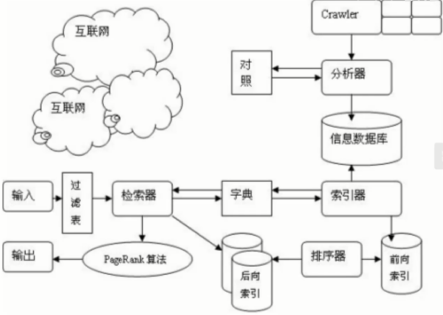 互联网
Crawler
对
照
分析器
互联网
信息数据库
输入
过
滤
表
检索器
字典
索引器
输出
PageRank 算法
后向
索引
排序器
前向
索引